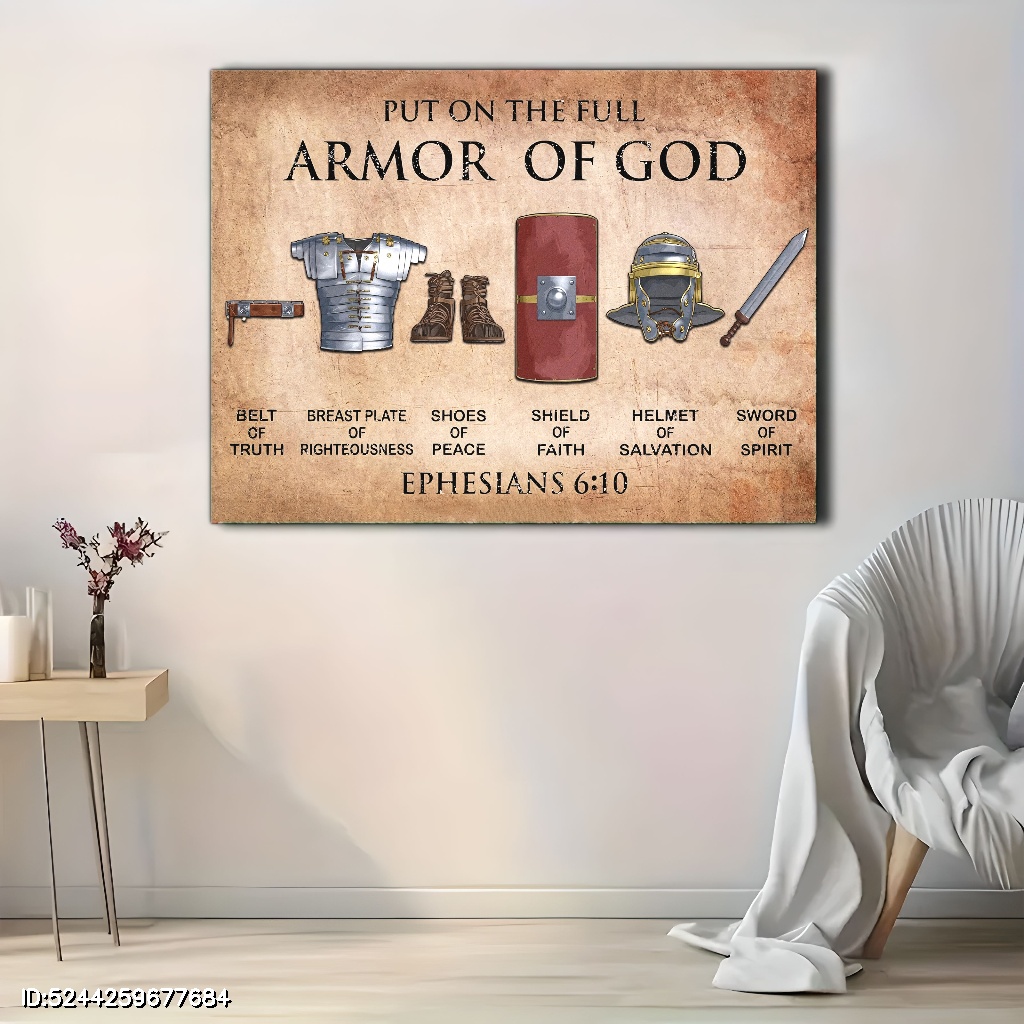 PUT ON THE FULL
ARMOR OF GOD
BELT OF TRUTH
BREAST PLATE OF RIGHTEOUSNESS
SHOES OF PEACE
SHIELD OF FAITH
HELMET OF SALVATION
SWORD OF SPIRIT
EPHESIANS 6:10
ID:5244259677684